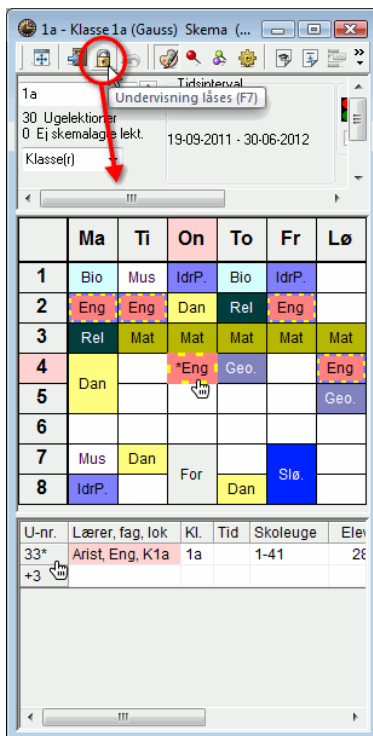 1a - Klasse 1a (Gauss) Skema (...
1a
Tidsinterval
Undervisning låses (F7)
30 Ugelektioner
0 Ej skemalagte lekt.
19-09-2011 - 30-06-2012
Klasse(r)
Ma Ti On To Fr Lø
1 Bio Mus IdrP. Bio IdrP.
2 Eng Eng Dan Rel Eng
3 Rel Mat Mat Mat Mat Mat
4 Dan *Eng Geo. Eng
5 Geo.
6
7 Mus Dan For Slø.
8 IdrP. Dan
U-nr. Lærer, fag, lok Kl. Tid Skoleuge Elev
33* Arist, Eng, K1a 1a 1-41 28
+3